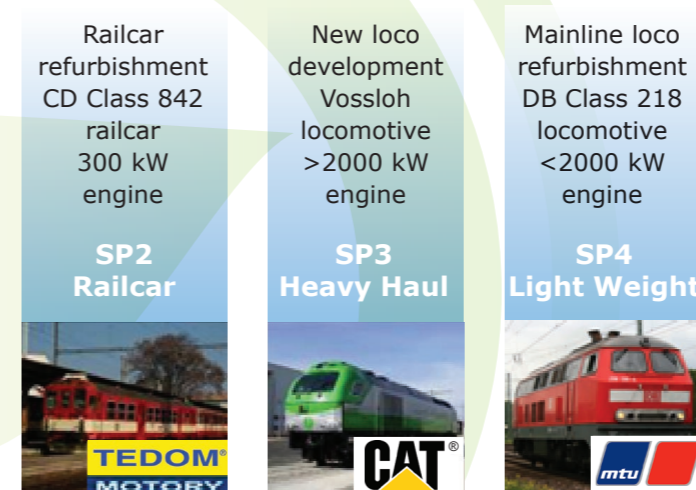 Railcar
refurbishment
CD Class 842
railcar
300 kW
engine
SP2
Railcar
TEDOM®
MOTORY
New loco
development
Vossloh
locomotive
>2000 kW
engine
SP3
Heavy Haul
CAT®
Mainline loco
refurbishment
DB Class 218
locomotive
<2000 kW
engine
SP4
Light Weight
mtu